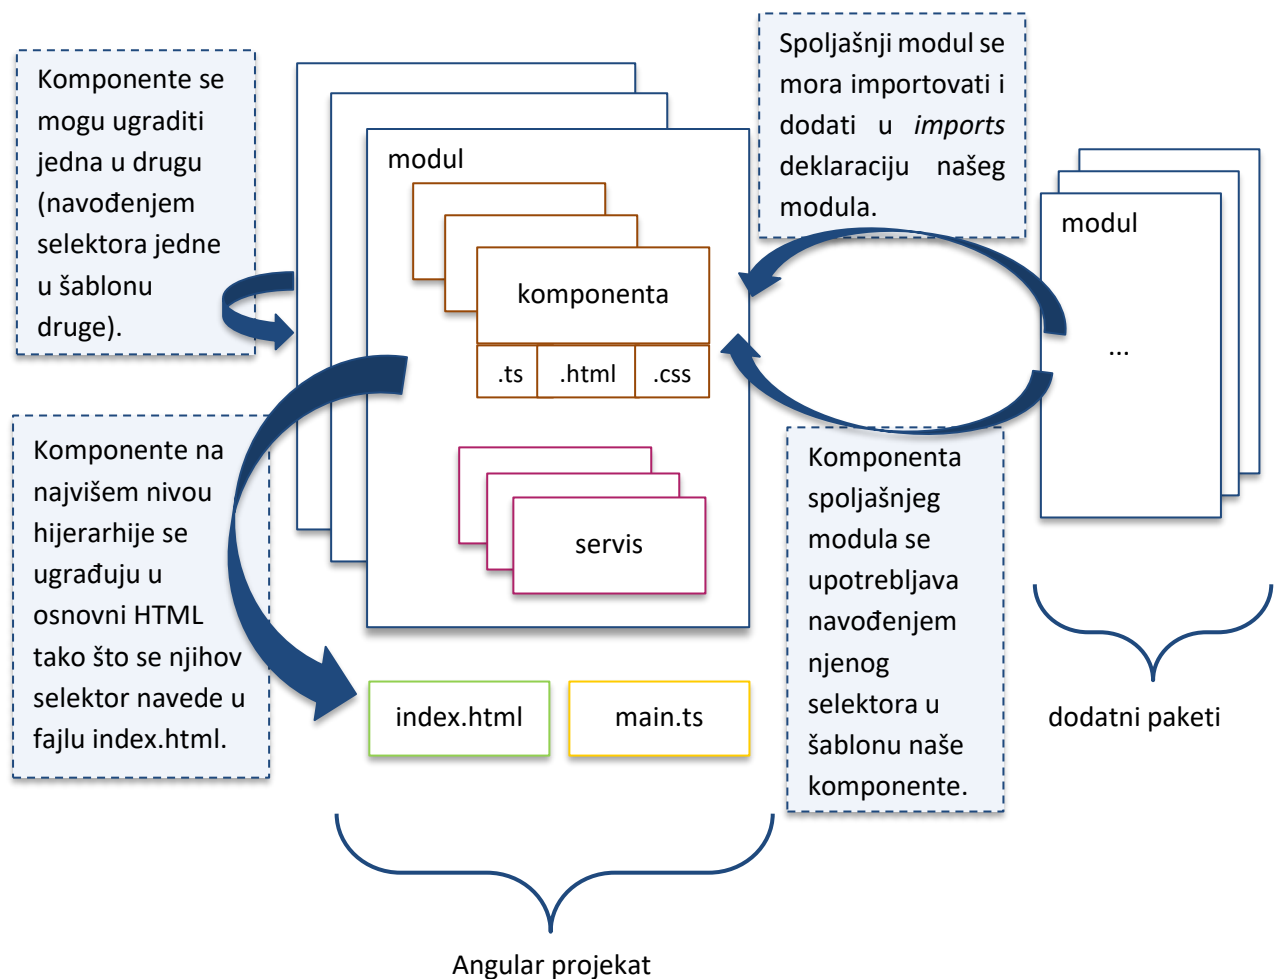 Komponente se
mogu ugraditi
jedna u drugu
(navođenjem
selektora jedne
u šablonu
druge).
Komponente na
najvišem nivou
hijerarhije se
ugrađuju u
osnovni HTML
tako što se njihov
selektor navede u
fajlu index.html.
modul
komponenta
.ts
.html
.css
servis
index.html
main.ts
Angular projekat
Spoljašnji modul se
mora importovati i
dodati u imports
deklaraciju našeg
modula.
Komponenta
spoljašnjeg
modula se
upotrebljava
navođenjem
njenog
selektora u
šablonu naše
komponente.
modul
...
dodatni paketi